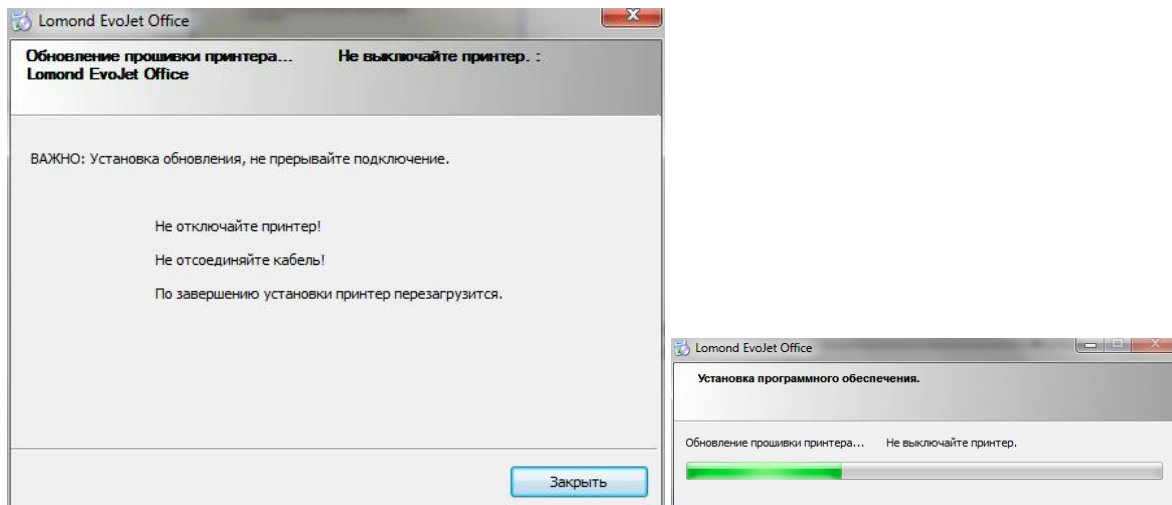 Lomond EvoJet Office
Обновление прошивки принтера... Не выключайте принтер. :
Lomond EvoJet Office
ВАЖНО: Установка обновления, не прерывайте подключение.
Не отключайте принтер!
Не отсоединяйте кабель!
По завершению установки принтер перезагрузится.
Закрыть
Lomond EvoJet Office
Установка программного обеспечения.
Обновление прошивки принтера... Не выключайте принтер.